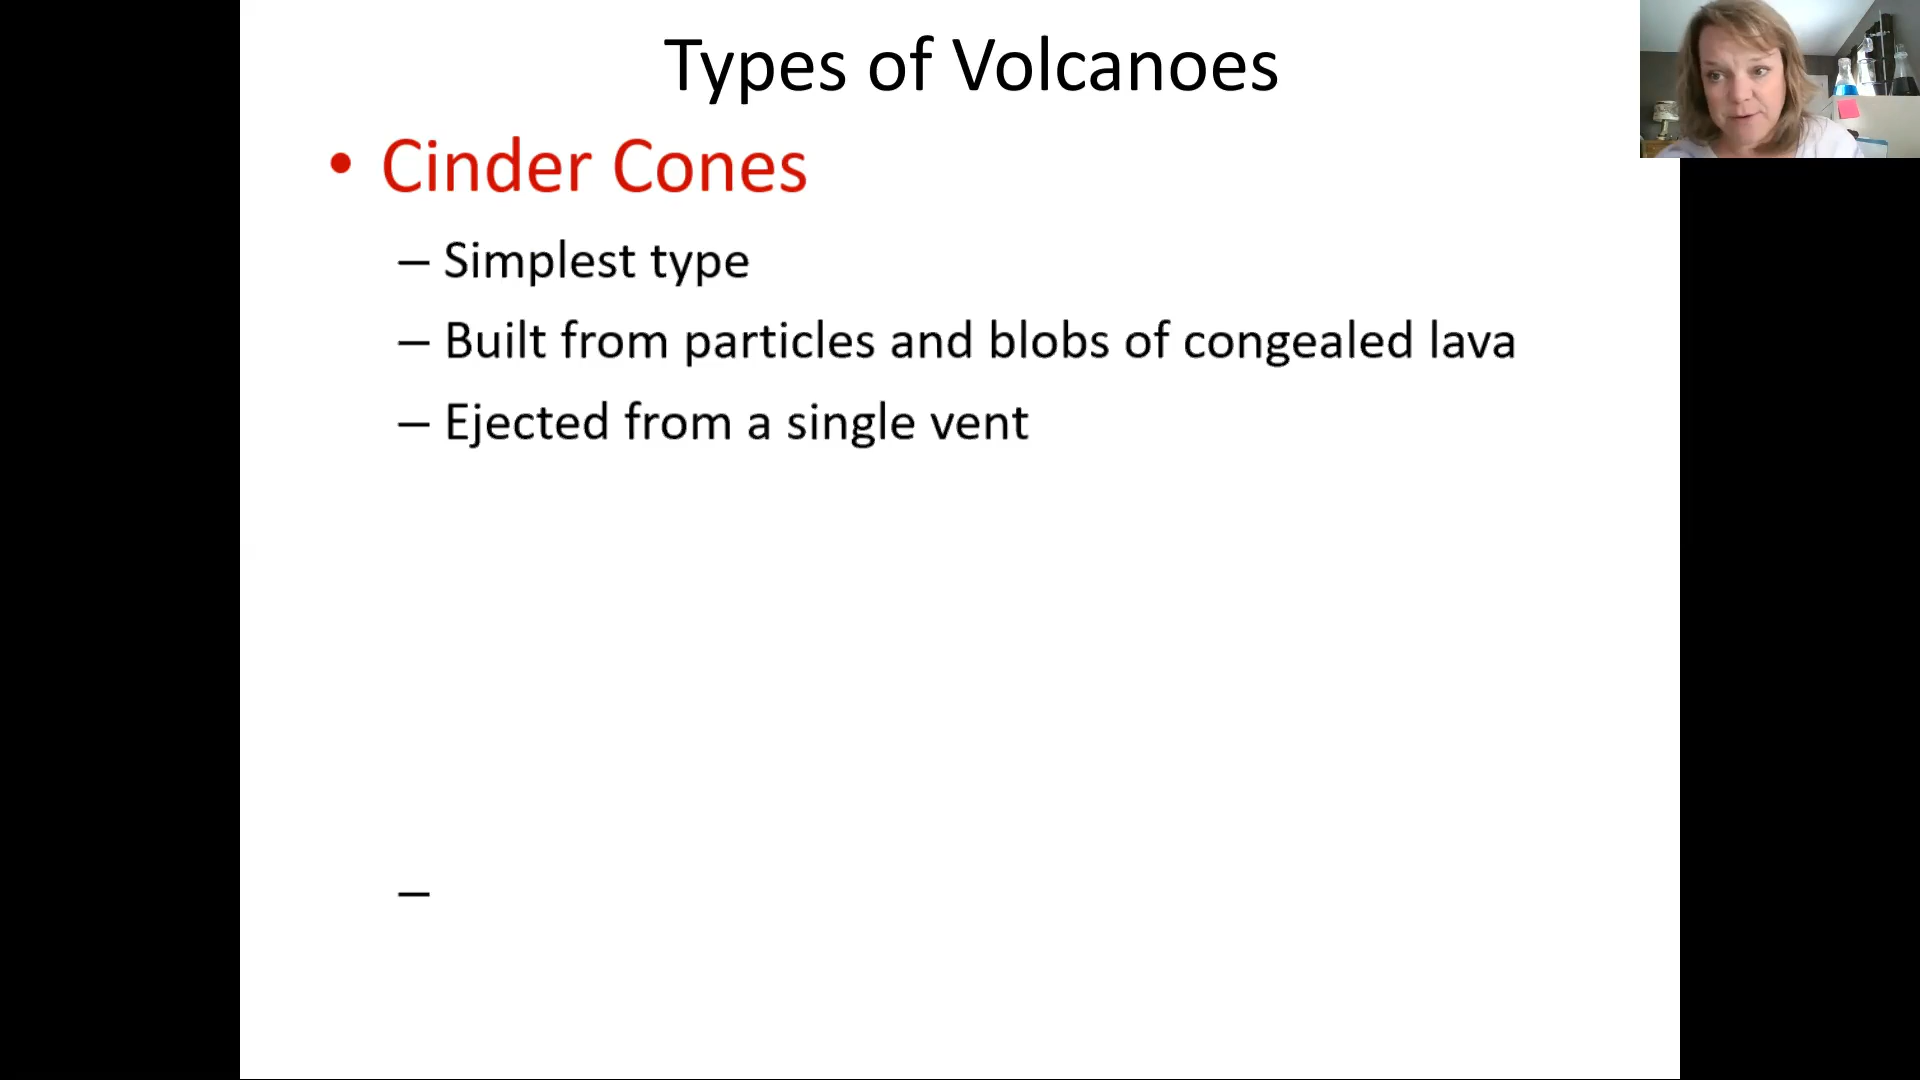 Types of Volcanoes
• Cinder Cones
– Simplest type
– Built from particles and blobs of congealed lava
– Ejected from a single vent
–